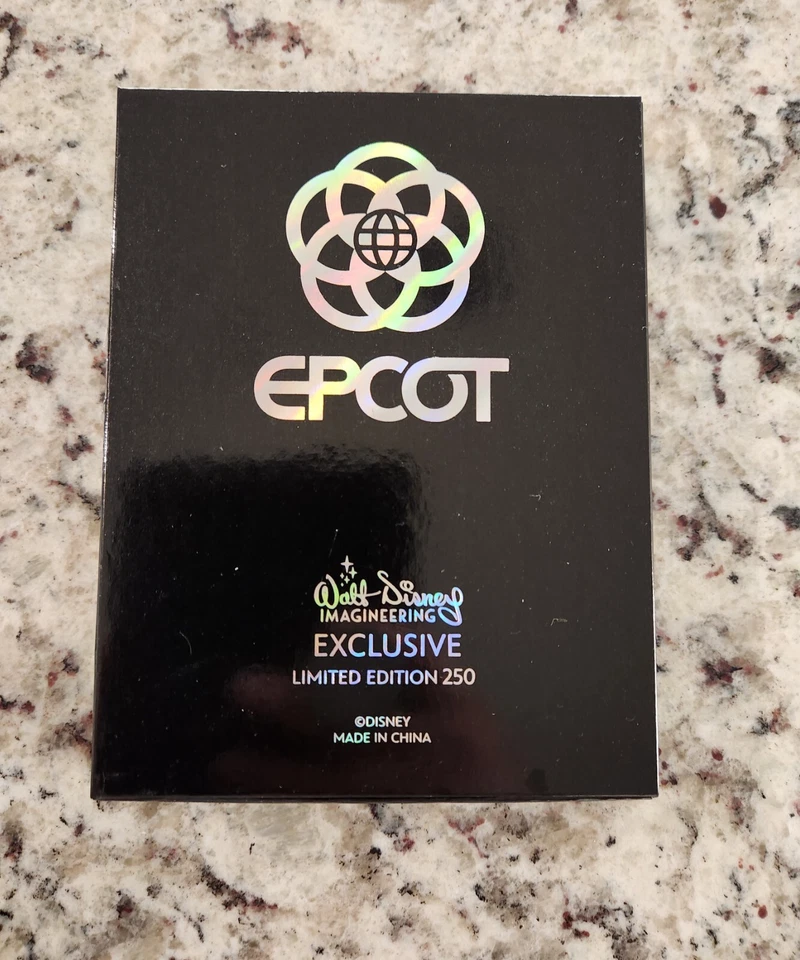 EPCOT
Walt Disney
IMAGINEERING
EXCLUSIVE
LIMITED EDITION 250
©DISNEY
MADE IN CHINA